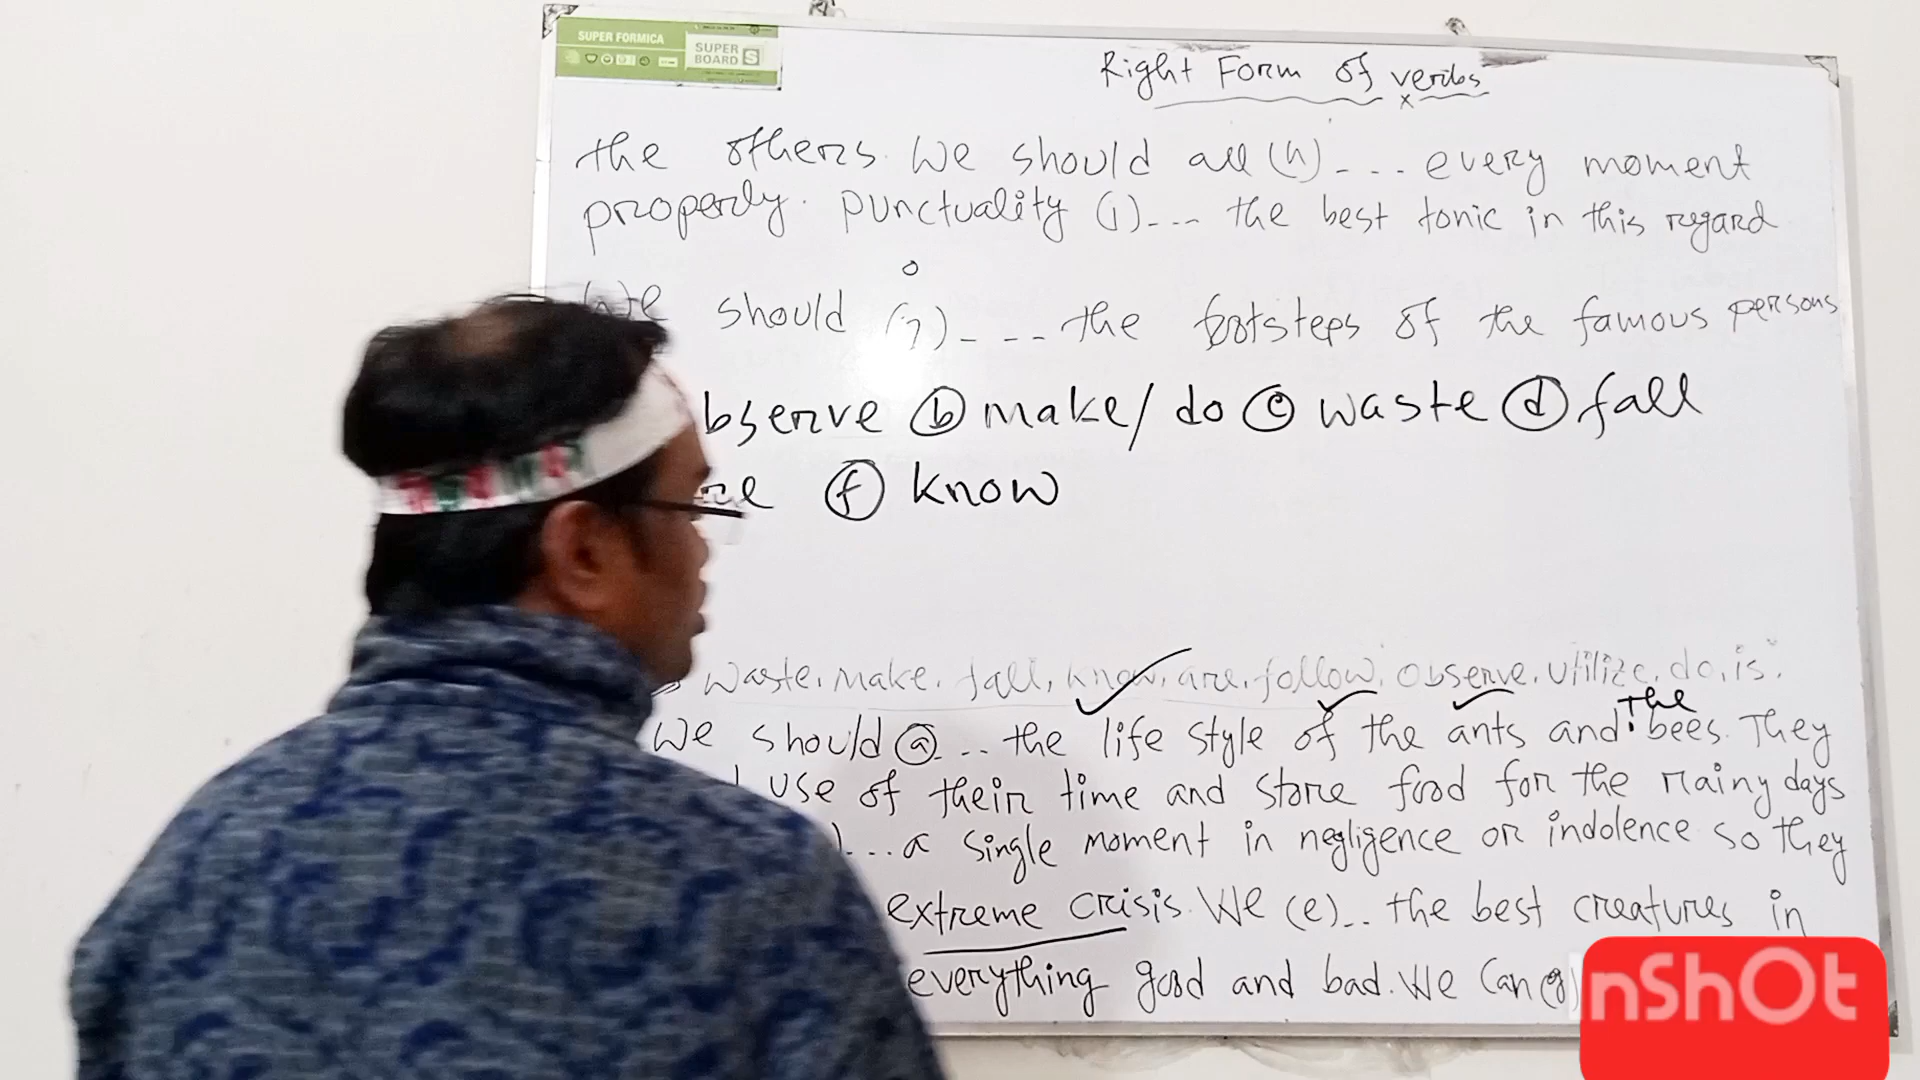 SUPER FORMICA
SUPER BOARD S
Right Form of verbs
the others. We should all (h) --- every moment
properly. Punctuality (i) --- the best tonic in this regard
We should (j) - -- the footsteps of the famous persons
bserve (b) make/ do (c) waste (d) fall
re (f) know
waste, make, fall, know, are, follow, observe, utilize, do, is.
We should (a) .. the life style of the ants and the bees. They
use of their time and store food for the rainy days
)... a single moment in negligence or indolence so they
extreme crisis. We (e).. the best creatures in
everything good and bad. We can (g)
nShOt